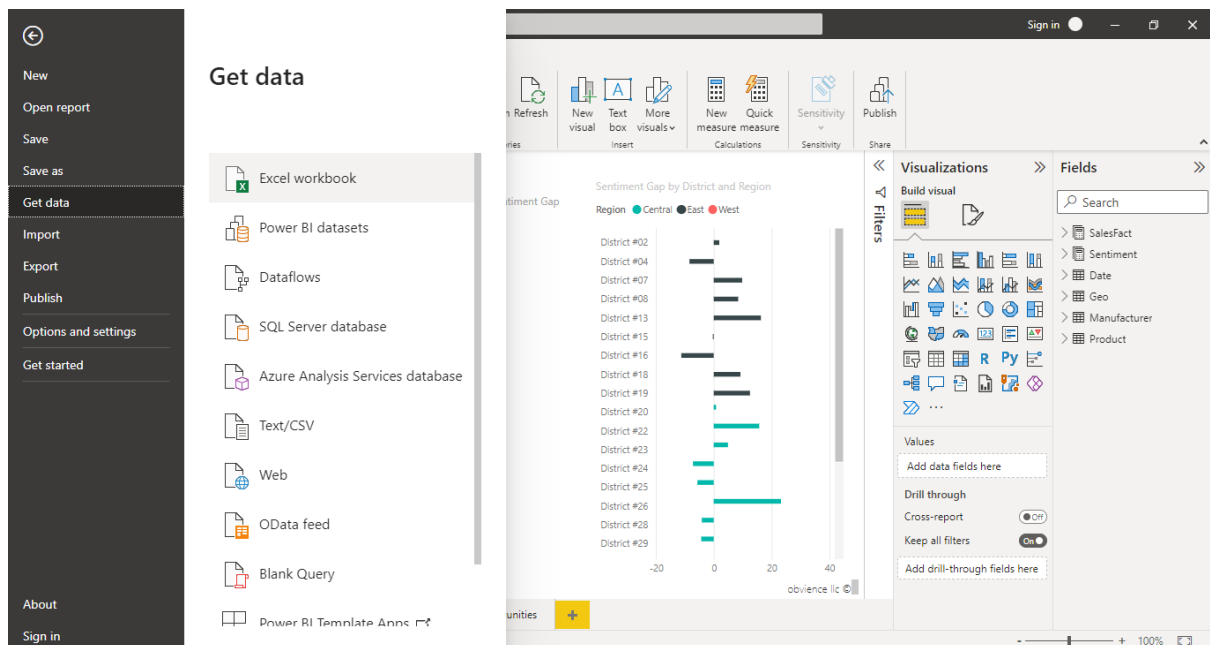 New
Open report
Save
Save as
Get data
Import
Export
Publish
Options and settings
Get started
About
Sign in
Get data
Excel workbook
Power BI datasets
Dataflows
SQL Server database
Azure Analysis Services database
Text/CSV
Web
OData feed
Blank Query
Power BI Template Apps
Sign in
Refresh
New visual
Text box
More visuals
New measure
Quick measure
Sensitivity
Publish
Insert
Calculations
Sensitivity
Share
Sentiment Gap by District and Region
Region Central East West
District #02
District #04
District #07
District #08
District #13
District #15
District #16
District #18
District #19
District #20
District #22
District #23
District #24
District #25
District #26
District #28
District #29
-20 0 20 40
obvience llc ©
Filters
Visualizations
Build visual
123
R Py
Values
Add data fields here
Drill through
Cross-report
Off
Keep all filters
On
Add drill-through fields here
Fields
Search
SalesFact
Sentiment
Date
Geo
Manufacturer
Product
- + 100%